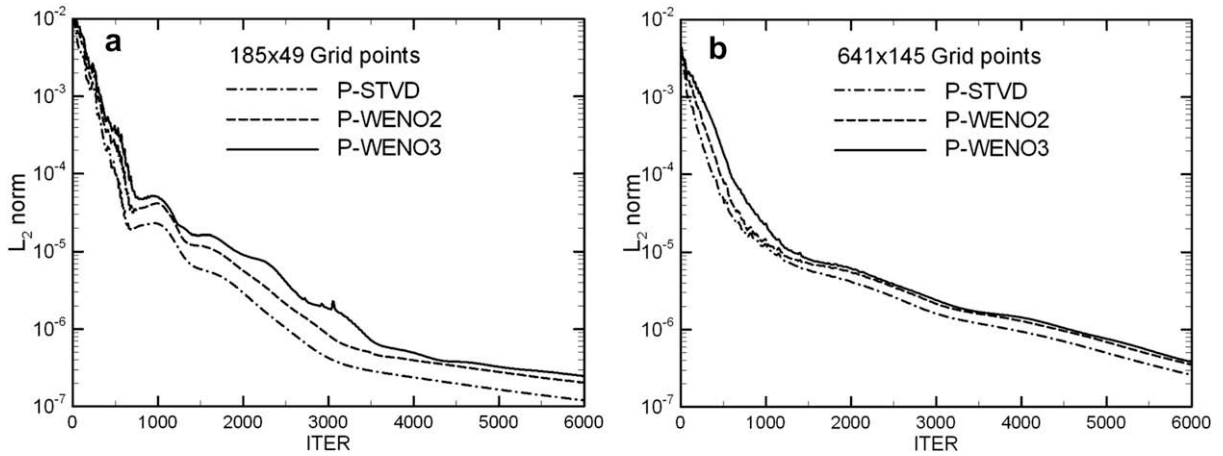 a
185x49 Grid points
P-STVD
P-WENO2
P-WENO3
10⁻²
10⁻³
10⁻⁴
10⁻⁵
10⁻⁶
10⁻⁷
L₂ norm
0 1000 2000 3000 4000 5000 6000
ITER
b
641x145 Grid points
P-STVD
P-WENO2
P-WENO3
10⁻²
10⁻³
10⁻⁴
10⁻⁵
10⁻⁶
10⁻⁷
L₂ norm
0 1000 2000 3000 4000 5000 6000
ITER